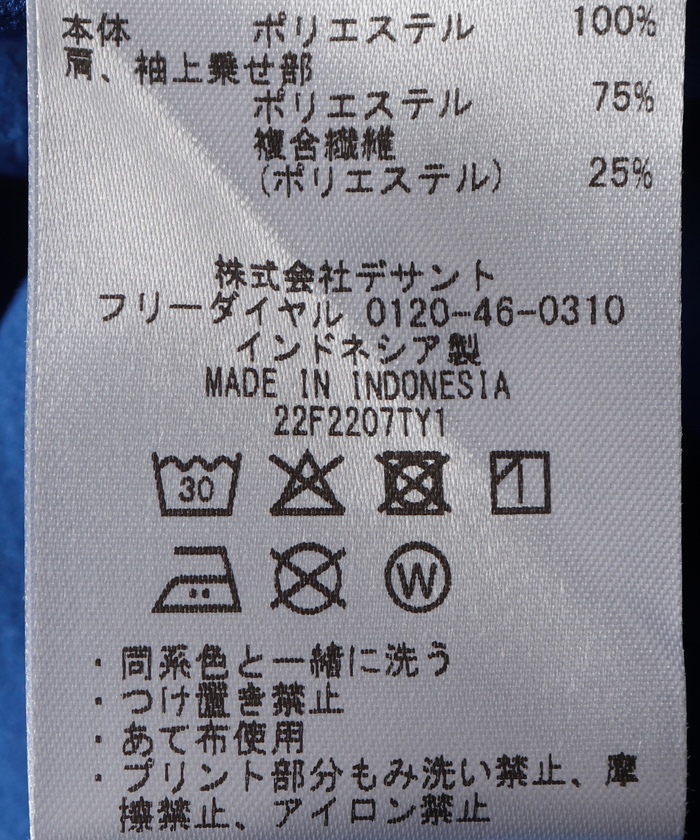 本体 ポリエステル 100%
肩、袖上乗せ部
ポリエステル 75%
複合繊維
(ポリエステル) 25%
株式会社デサント
フリーダイヤル 0120-46-0310
インドネシア製
MADE IN INDONESIA
22F2207TY1
30
W
・同系色と一緒に洗う
・つけ置き禁止
・あて布使用
・プリント部分もみ洗い禁止、摩
擦禁止、アイロン禁止